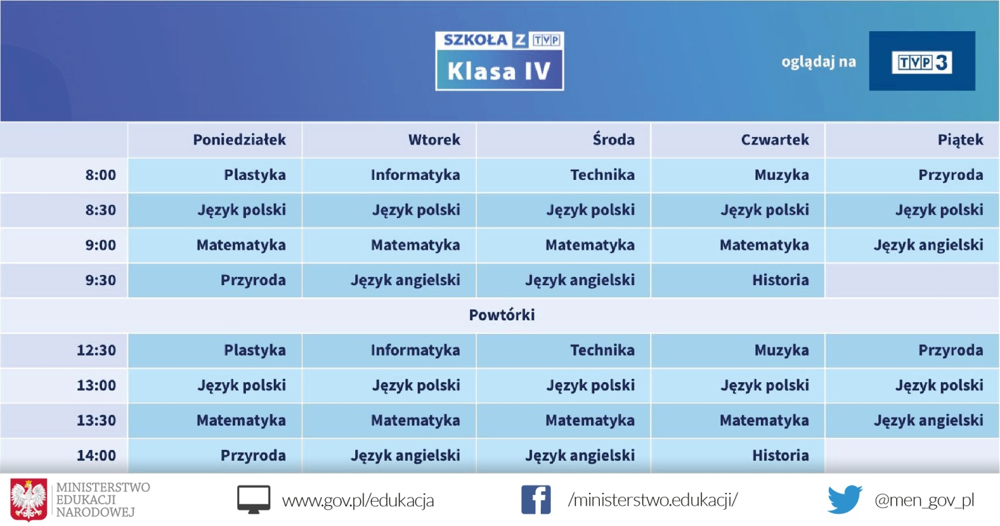 SZKOŁA Z TVP
Klasa IV
oglądaj na TVP3
Poniedziałek Wtorek Środa Czwartek Piątek
8:00 Plastyka Informatyka Technika Muzyka Przyroda
8:30 Język polski Język polski Język polski Język polski Język polski
9:00 Matematyka Matematyka Matematyka Matematyka Język angielski
9:30 Przyroda Język angielski Język angielski Historia
Powtórki
12:30 Plastyka Informatyka Technika Muzyka Przyroda
13:00 Język polski Język polski Język polski Język polski Język polski
13:30 Matematyka Matematyka Matematyka Matematyka Język angielski
14:00 Przyroda Język angielski Język angielski Historia
MINISTERSTWO
EDUKACJI
NARODOWEJ
www.gov.pl/edukacja
/ministerstwo.edukacji/
@men_gov_pl